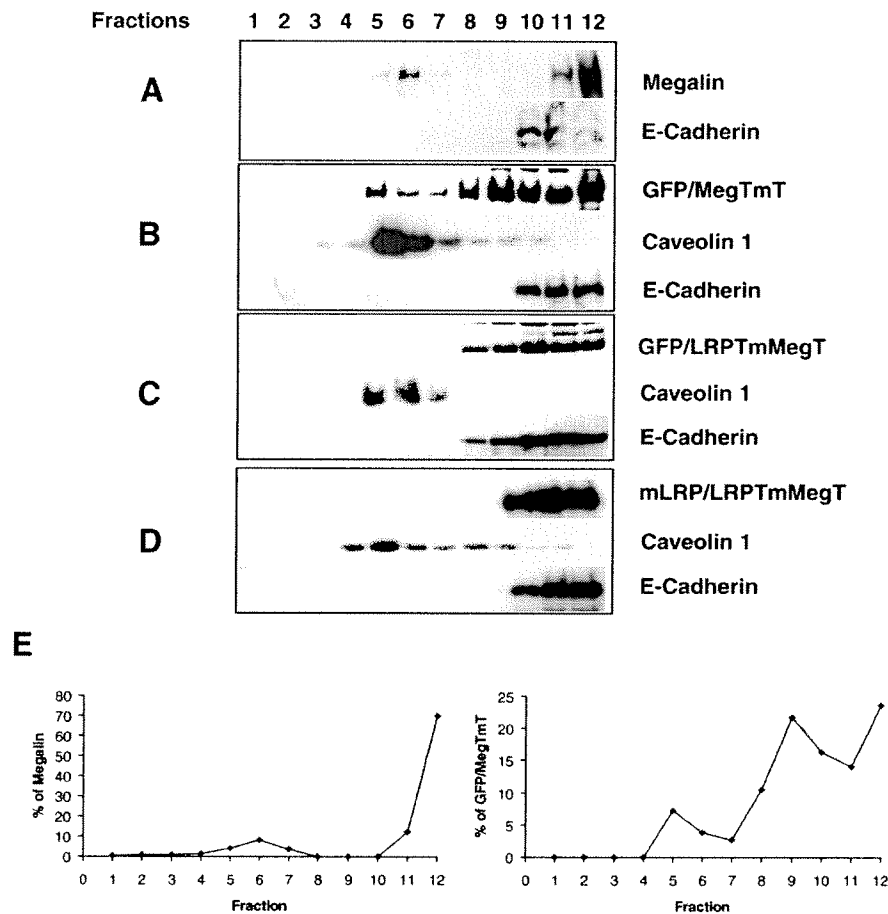 Fractions 1 2 3 4 5 6 7 8 9 10 11 12
A
Megalin
E-Cadherin
B
GFP/MegTmT
Caveolin 1
E-Cadherin
C
GFP/LRPTmMegT
Caveolin 1
E-Cadherin
D
mLRP/LRPTmMegT
Caveolin 1
E-Cadherin
E
% of Megalin
80
70
60
50
40
30
20
10
0
0 1 2 3 4 5 6 7 8 9 10 11 12
Fraction
% of GFP/MegTmT
25
20
15
10
5
0
0 1 2 3 4 5 6 7 8 9 10 11 12
Fraction